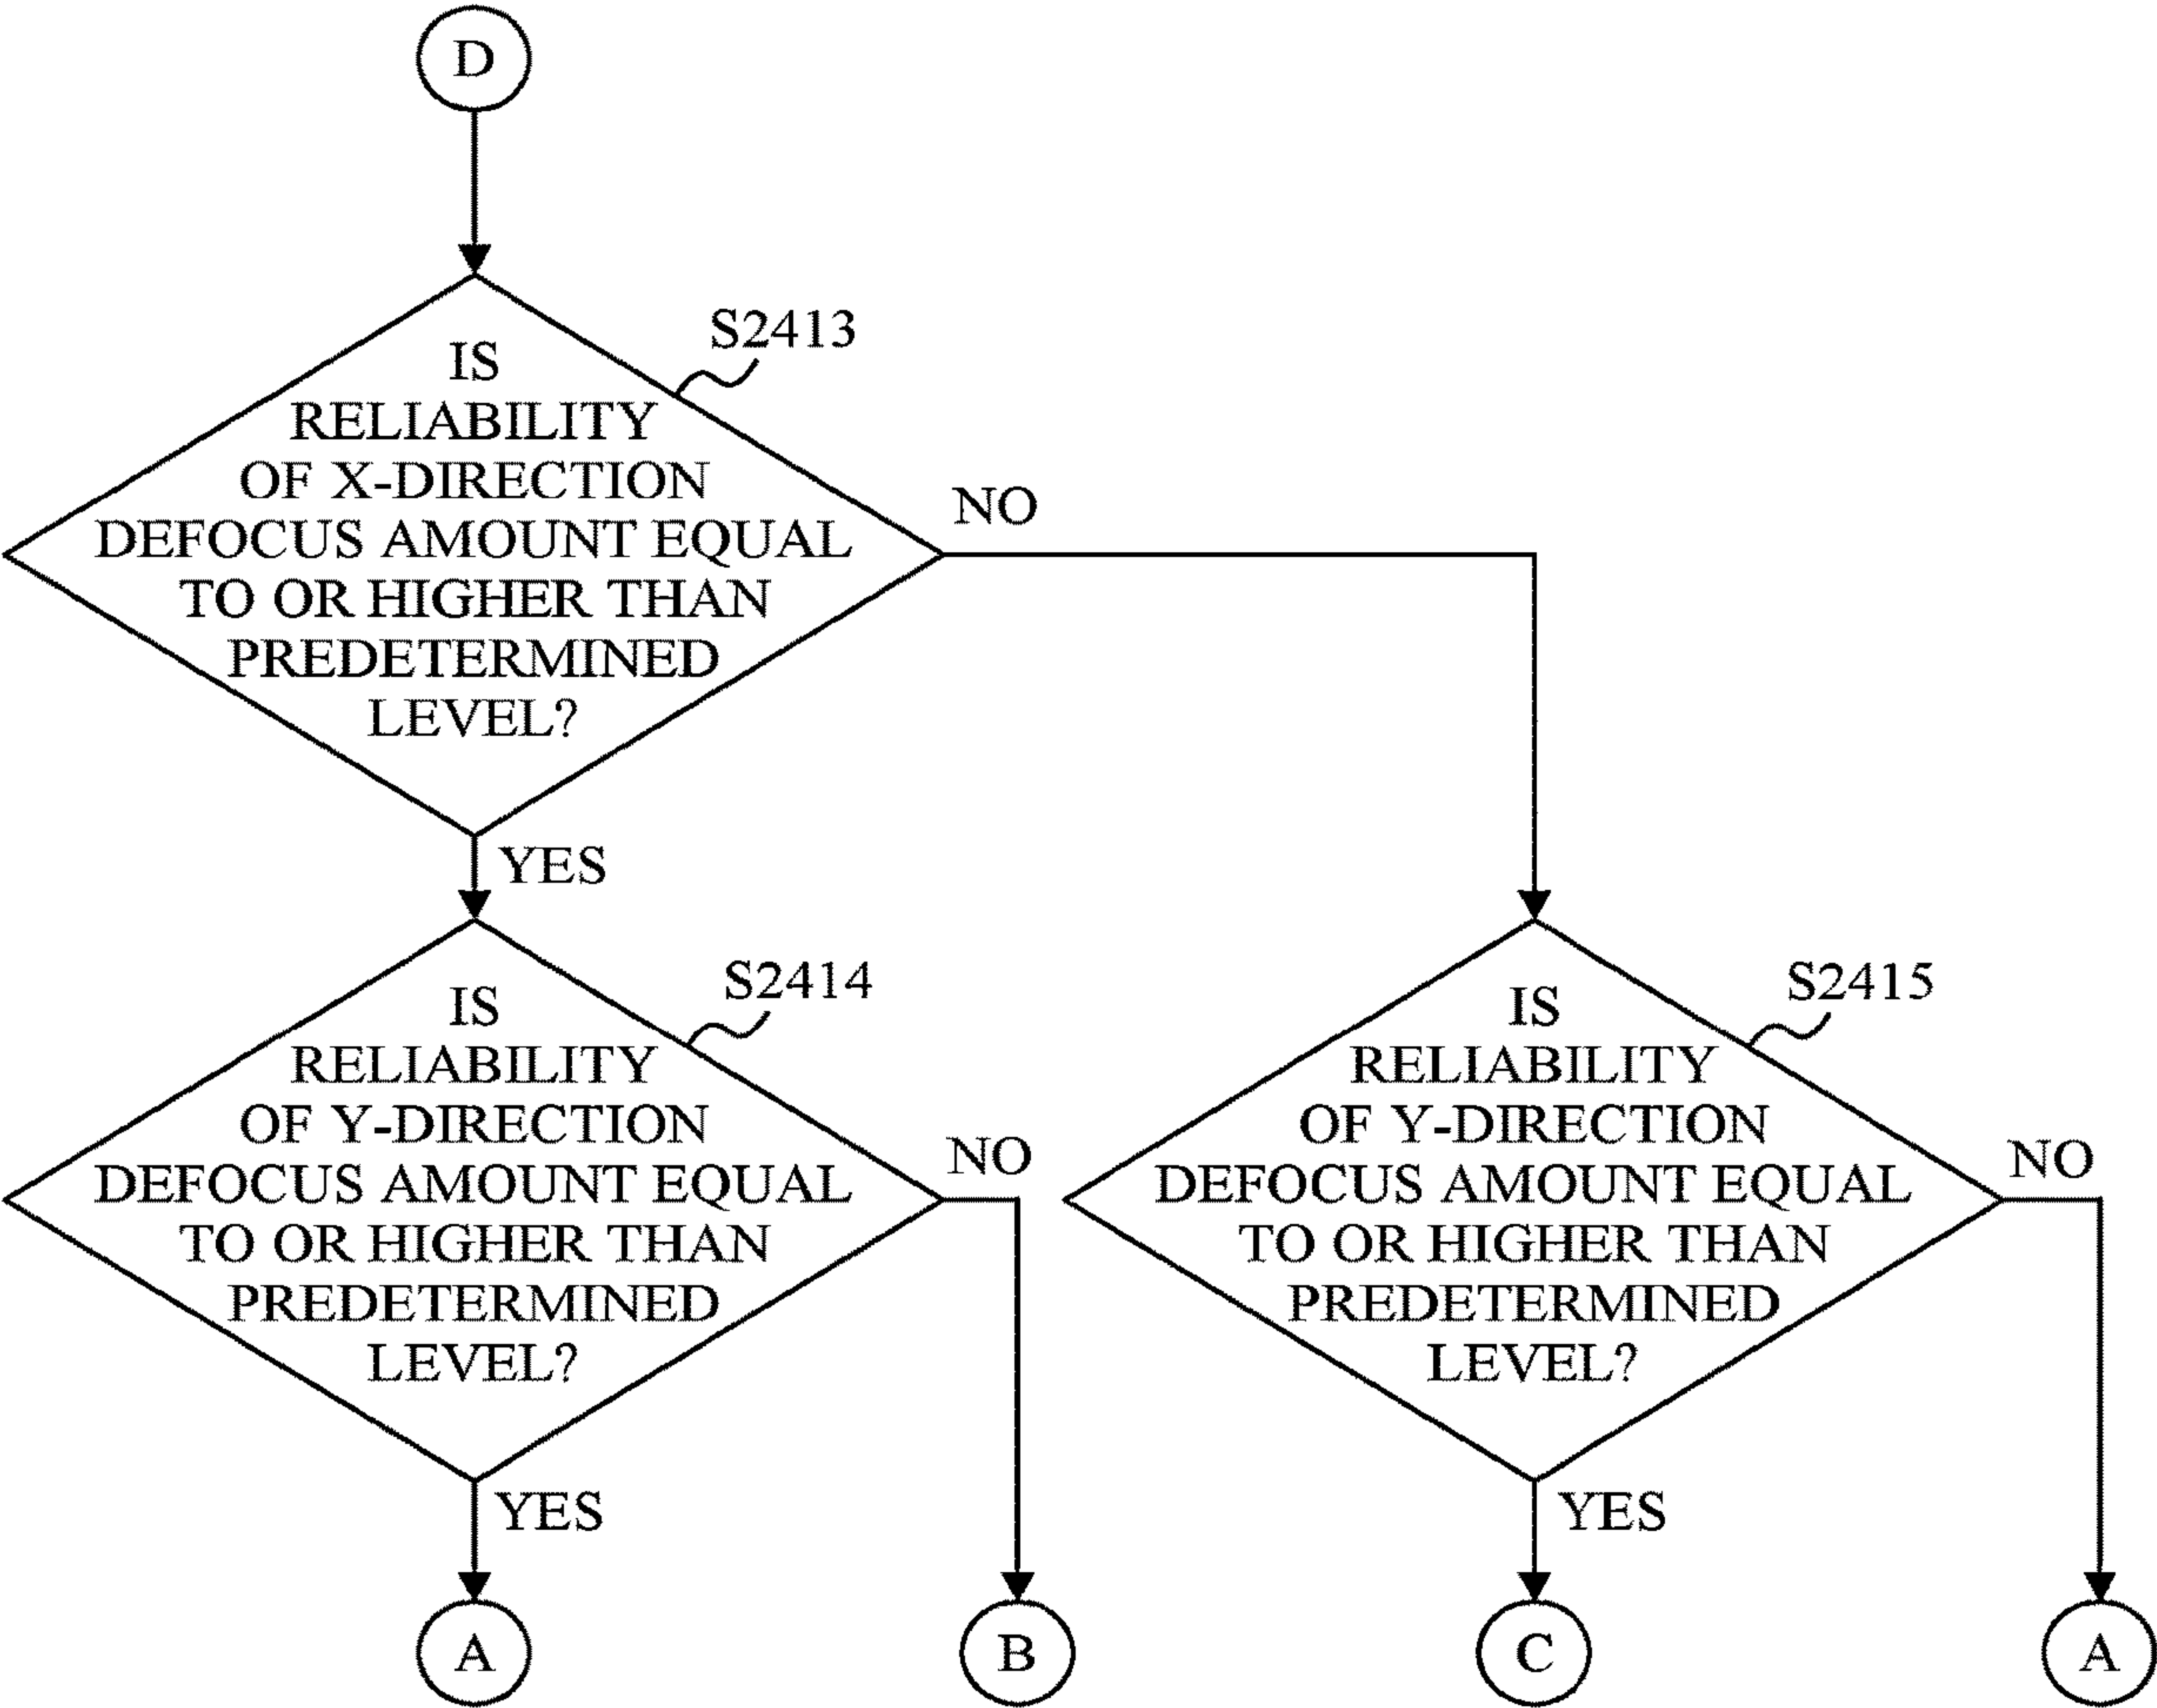 D
S2413
IS
RELIABILITY
OF X-DIRECTION
DEFOCUS AMOUNT EQUAL
TO OR HIGHER THAN
PREDETERMINED
LEVEL?
NO
YES
S2414
IS
RELIABILITY
OF Y-DIRECTION
DEFOCUS AMOUNT EQUAL
TO OR HIGHER THAN
PREDETERMINED
LEVEL?
NO
YES
S2415
IS
RELIABILITY
OF Y-DIRECTION
DEFOCUS AMOUNT EQUAL
TO OR HIGHER THAN
PREDETERMINED
LEVEL?
NO
YES
A
B
C
A